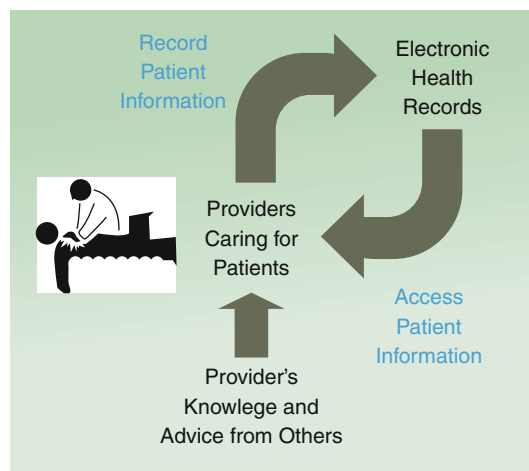 Record
Patient
Information
Electronic
Health
Records
Providers
Caring for
Patients
Access
Patient
Information
Provider's
Knowlege and
Advice from Others